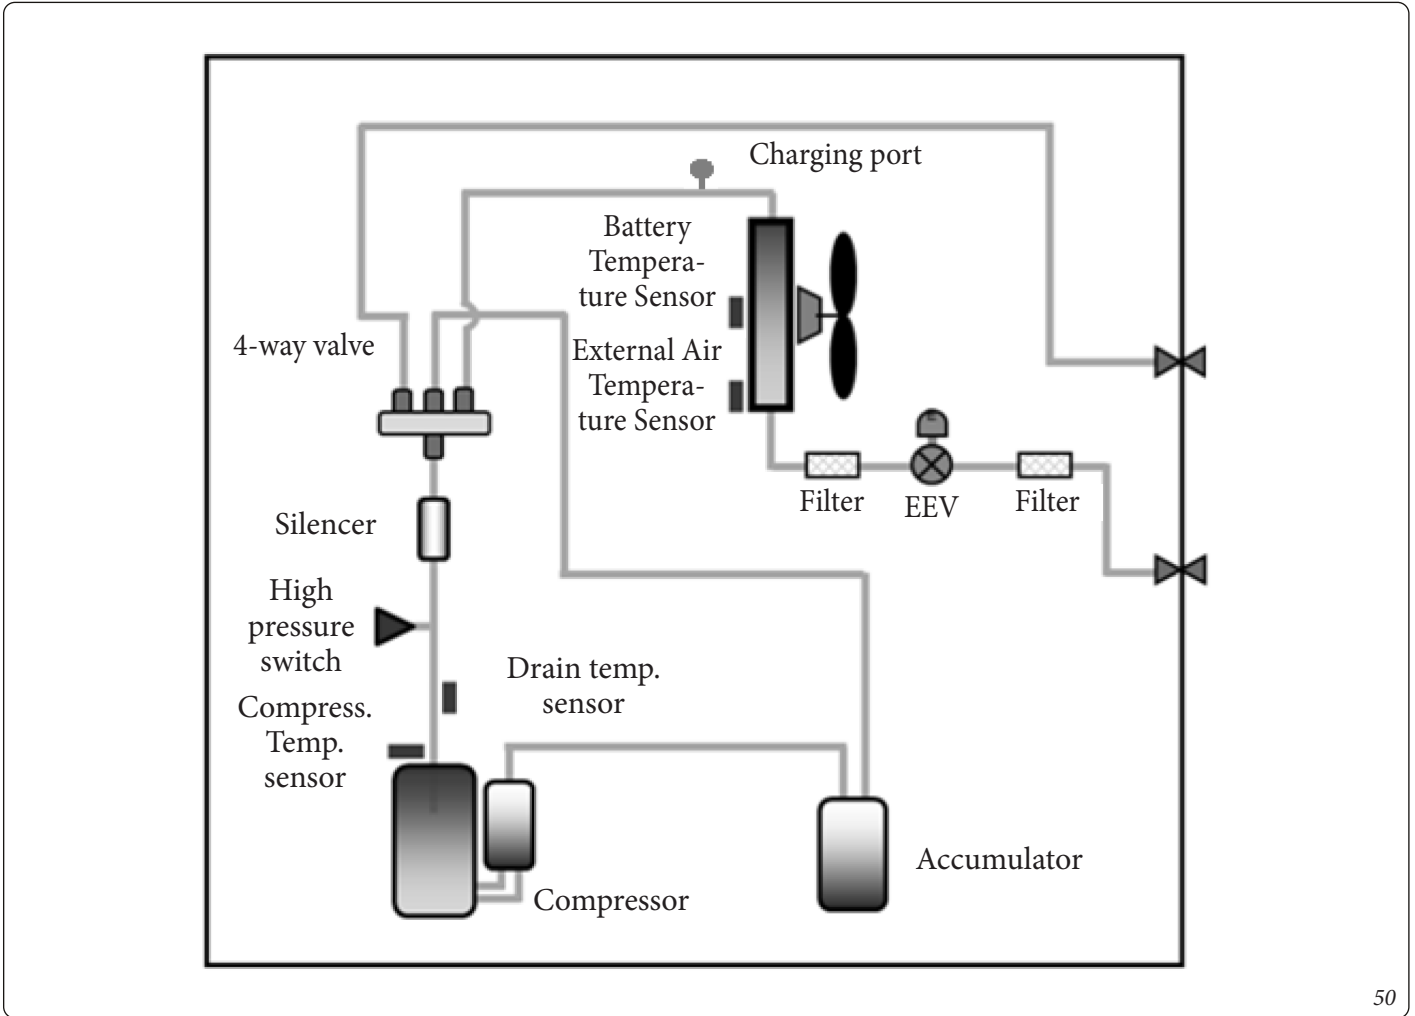 Charging port
Battery
Tempera-
ture Sensor
4-way valve
External Air
Tempera-
ture Sensor
Filter
EEV
Filter
Silencer
High
pressure
switch
Drain temp.
sensor
Compress.
Temp.
sensor
Accumulator
Compressor
50